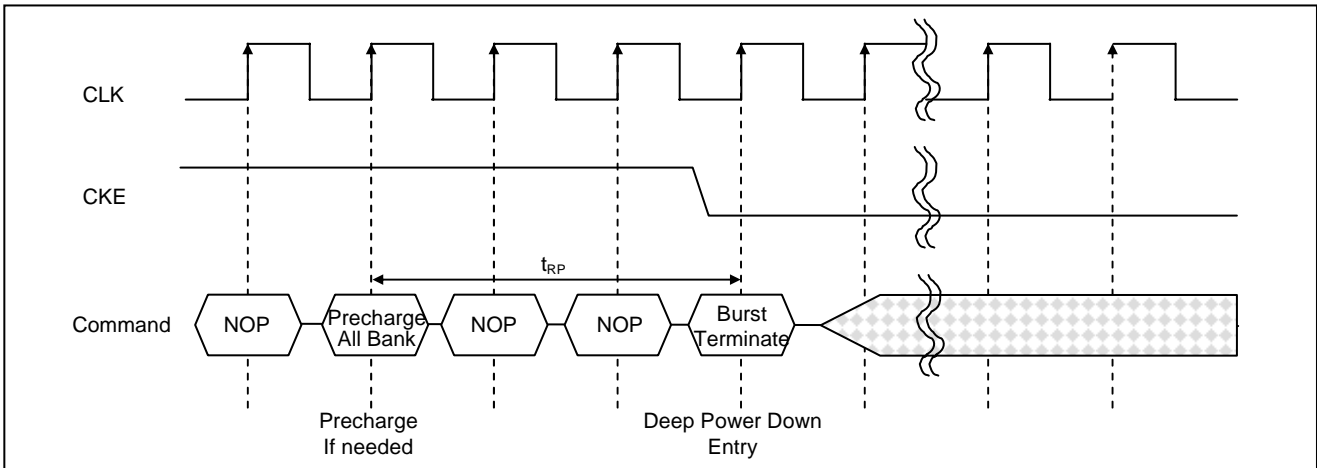 CLK
CKE
tRP
Command
NOP
Precharge
All Bank
NOP
NOP
Burst
Terminate
Precharge
If needed
Deep Power Down
Entry